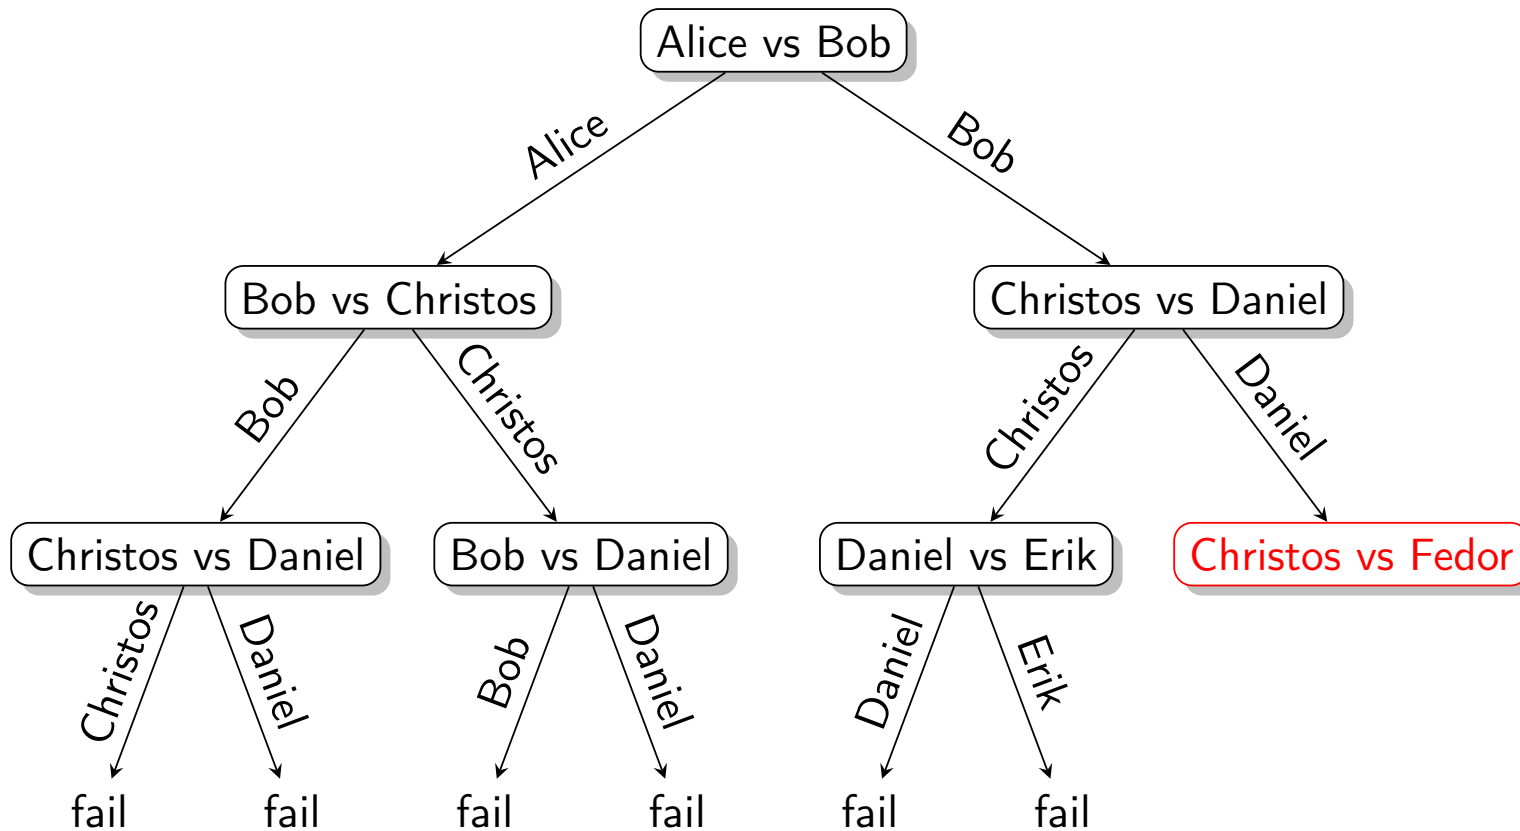 Alice vs Bob
Alice
Bob
Bob vs Christos
Christos vs Daniel
Bob
Christos
Christos
Daniel
Christos vs Daniel
Bob vs Daniel
Daniel vs Erik
Christos vs Fedor
Christos
Daniel
Bob
Daniel
Daniel
Erik
fail
fail
fail
fail
fail
fail